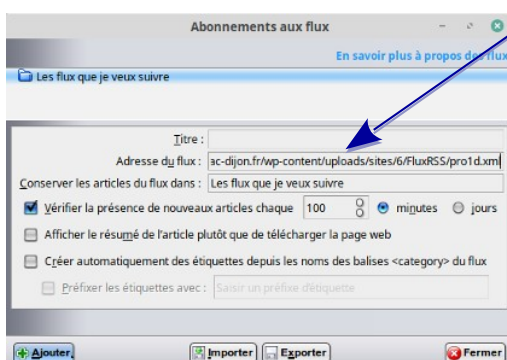 Abonnements aux flux
En savoir plus à propos des flux
Les flux que je veux suivre
Titre :
Adresse du flux : ac-dijon.fr/wp-content/uploads/sites/6/FluxRSS/pro1d.xml
Conserver les articles du flux dans : Les flux que je veux suivre
Vérifier la présence de nouveaux articles chaque 100 minutes jours
Afficher le résumé de l'article plutôt que de télécharger la page web
Créer automatiquement des étiquettes depuis les noms des balises <category> du flux
Préfixer les étiquettes avec : Saisir un préfixe d'étiquette
Ajouter Importer Exporter Fermer